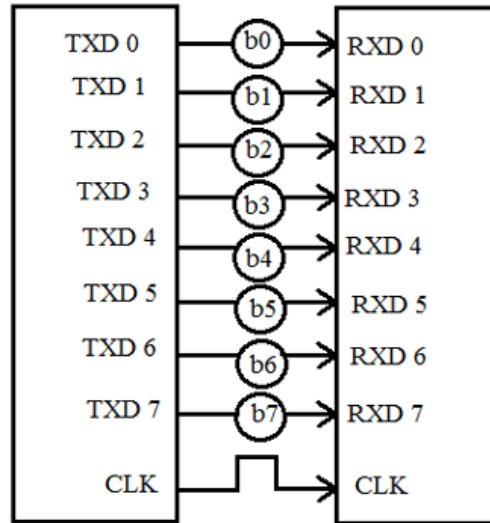 TXD 0 b0 RXD 0
TXD 1 b1 RXD 1
TXD 2 b2 RXD 2
TXD 3 b3 RXD 3
TXD 4 b4 RXD 4
TXD 5 b5 RXD 5
TXD 6 b6 RXD 6
TXD 7 b7 RXD 7
CLK CLK